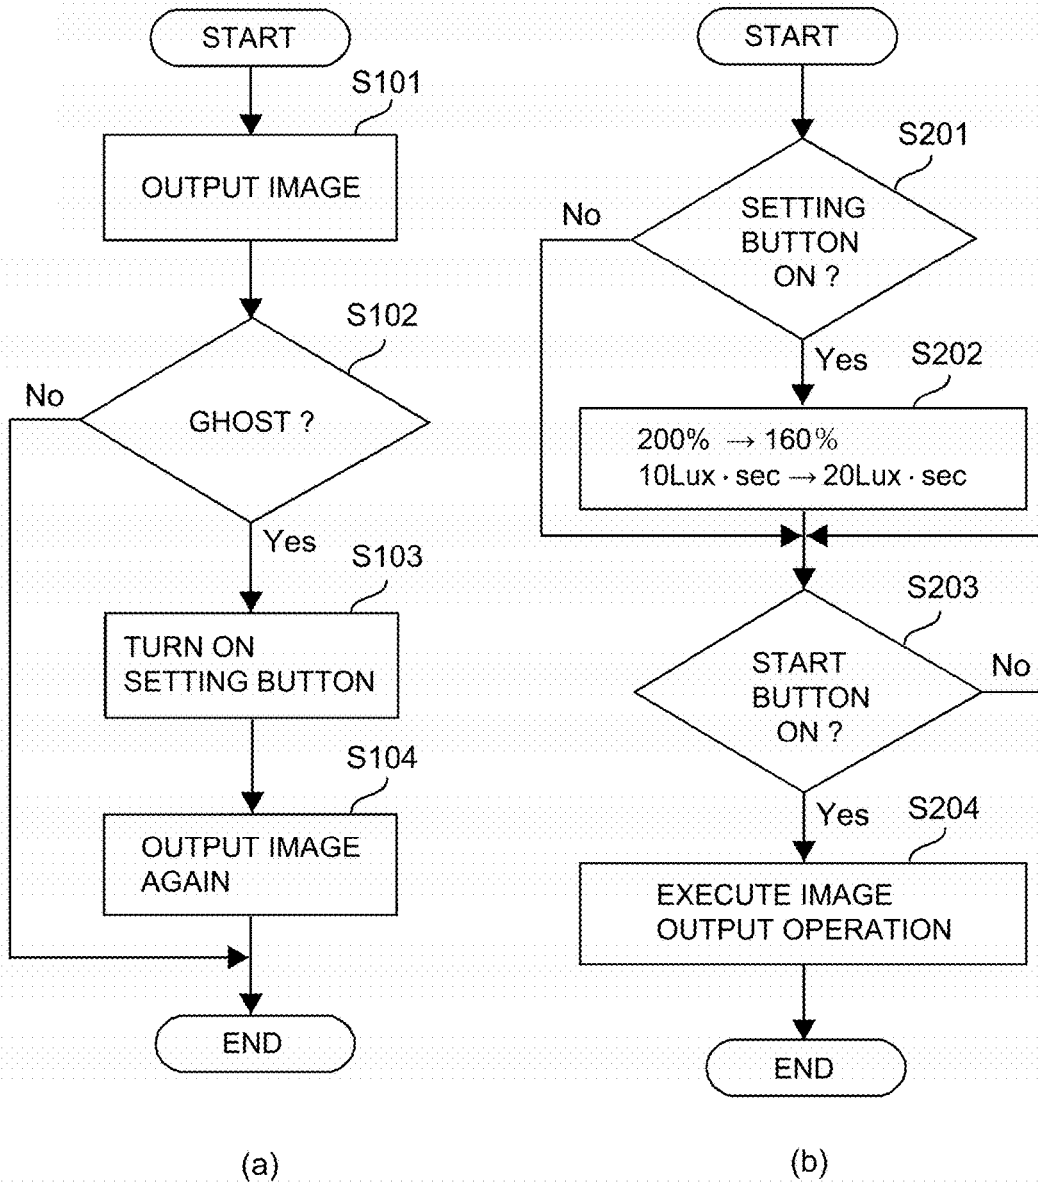 START
S101
OUTPUT IMAGE
S102
No
GHOST ?
Yes
S103
TURN ON
SETTING BUTTON
S104
OUTPUT IMAGE
AGAIN
END
(a)
START
S201
No
SETTING
BUTTON
ON ?
Yes
S202
200% → 160%
10Lux · sec → 20Lux · sec
S203
START
BUTTON
ON ?
No
Yes
S204
EXECUTE IMAGE
OUTPUT OPERATION
END
(b)